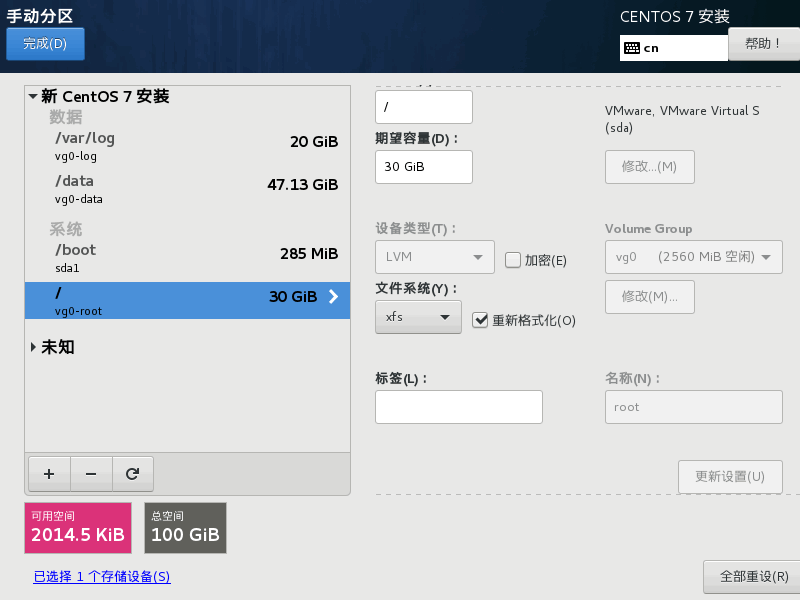 手动分区
CENTOS 7 安装
完成(D)
cn
帮助！
新 CentOS 7 安装
数据
/var/log
20 GiB
vg0-log
/data
47.13 GiB
vg0-data
系统
/boot
285 MiB
sda1
/
30 GiB
vg0-root
未知
/
VMware, VMware Virtual S
(sda)
期望容量(D)：
30 GiB
修改...(M)
设备类型(T)：
Volume Group
LVM
加密(E)
vg0 (2560 MiB 空闲)
文件系统(Y)：
修改(M)...
xfs
重新格式化(O)
标签(L)：
名称(N)：
root
更新设置(U)
可用空间
2014.5 KiB
总空间
100 GiB
已选择 1 个存储设备(S)
全部重设(R)